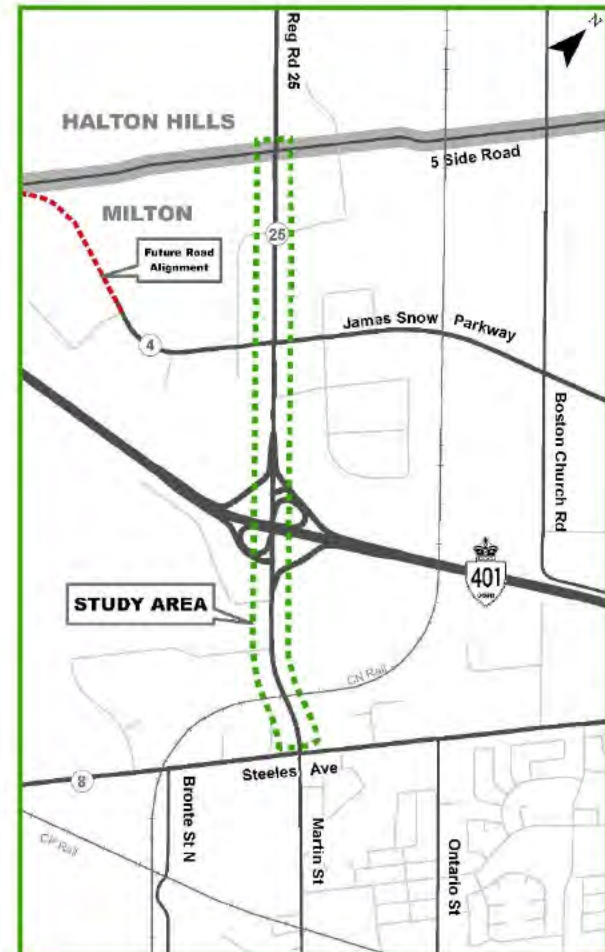 N
Reg Rd 25
HALTON HILLS
5 Side Road
MILTON
25
Future Road
Alignment
James Snow Parkway
4
Boston Church Rd
401
STUDY AREA
CN Rail
Steeles Ave
8
Bronte St N
Martin St
Ontario St
CP Rail